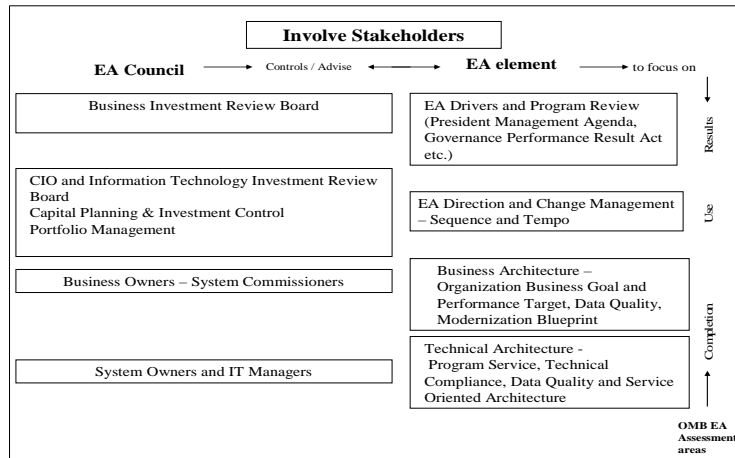 Involve Stakeholders
EA Council
Controls / Advise
EA element
to focus on
Business Investment Review Board
EA Drivers and Program Review
(President Management Agenda,
Governance Performance Result Act
etc.)
Results
CIO and Information Technology Investment Review
Board
Capital Planning & Investment Control
Portfolio Management
EA Direction and Change Management
– Sequence and Tempo
Use
Business Owners – System Commissioners
Business Architecture –
Organization Business Goal and
Performance Target, Data Quality,
Modernization Blueprint
Completion
System Owners and IT Managers
Technical Architecture -
Program Service, Technical
Compliance, Data Quality and Service
Oriented Architecture
OMB EA
Assessment
areas